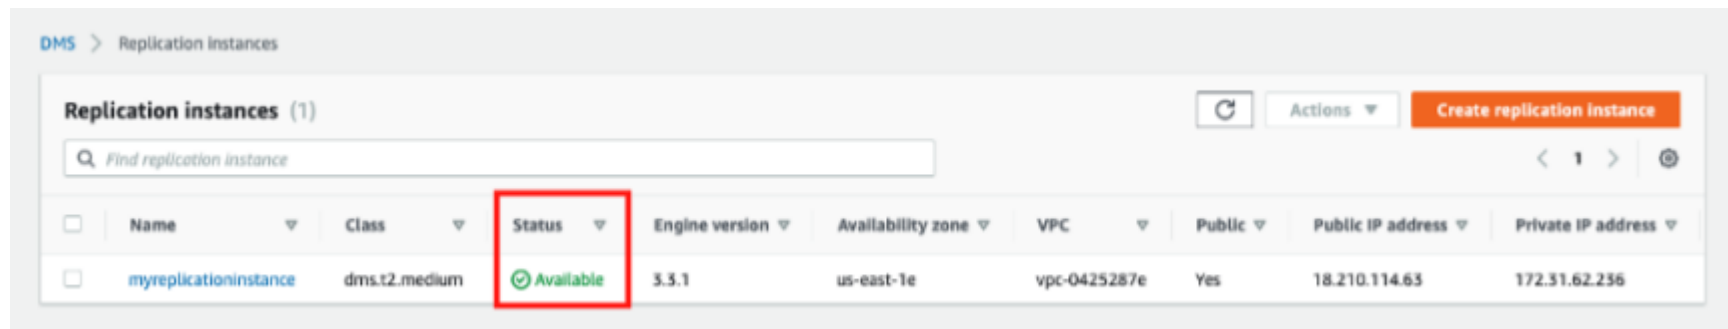 DMS > Replication instances
Replication instances (1)
Actions
Create replication instance
Find replication instance
1
Name Class Status Engine version Availability zone VPC Public Public IP address Private IP address
myreplicationinstance dms.t2.medium Available 3.3.1 us-east-1e vpc-0425287e Yes 18.210.114.63 172.31.62.236